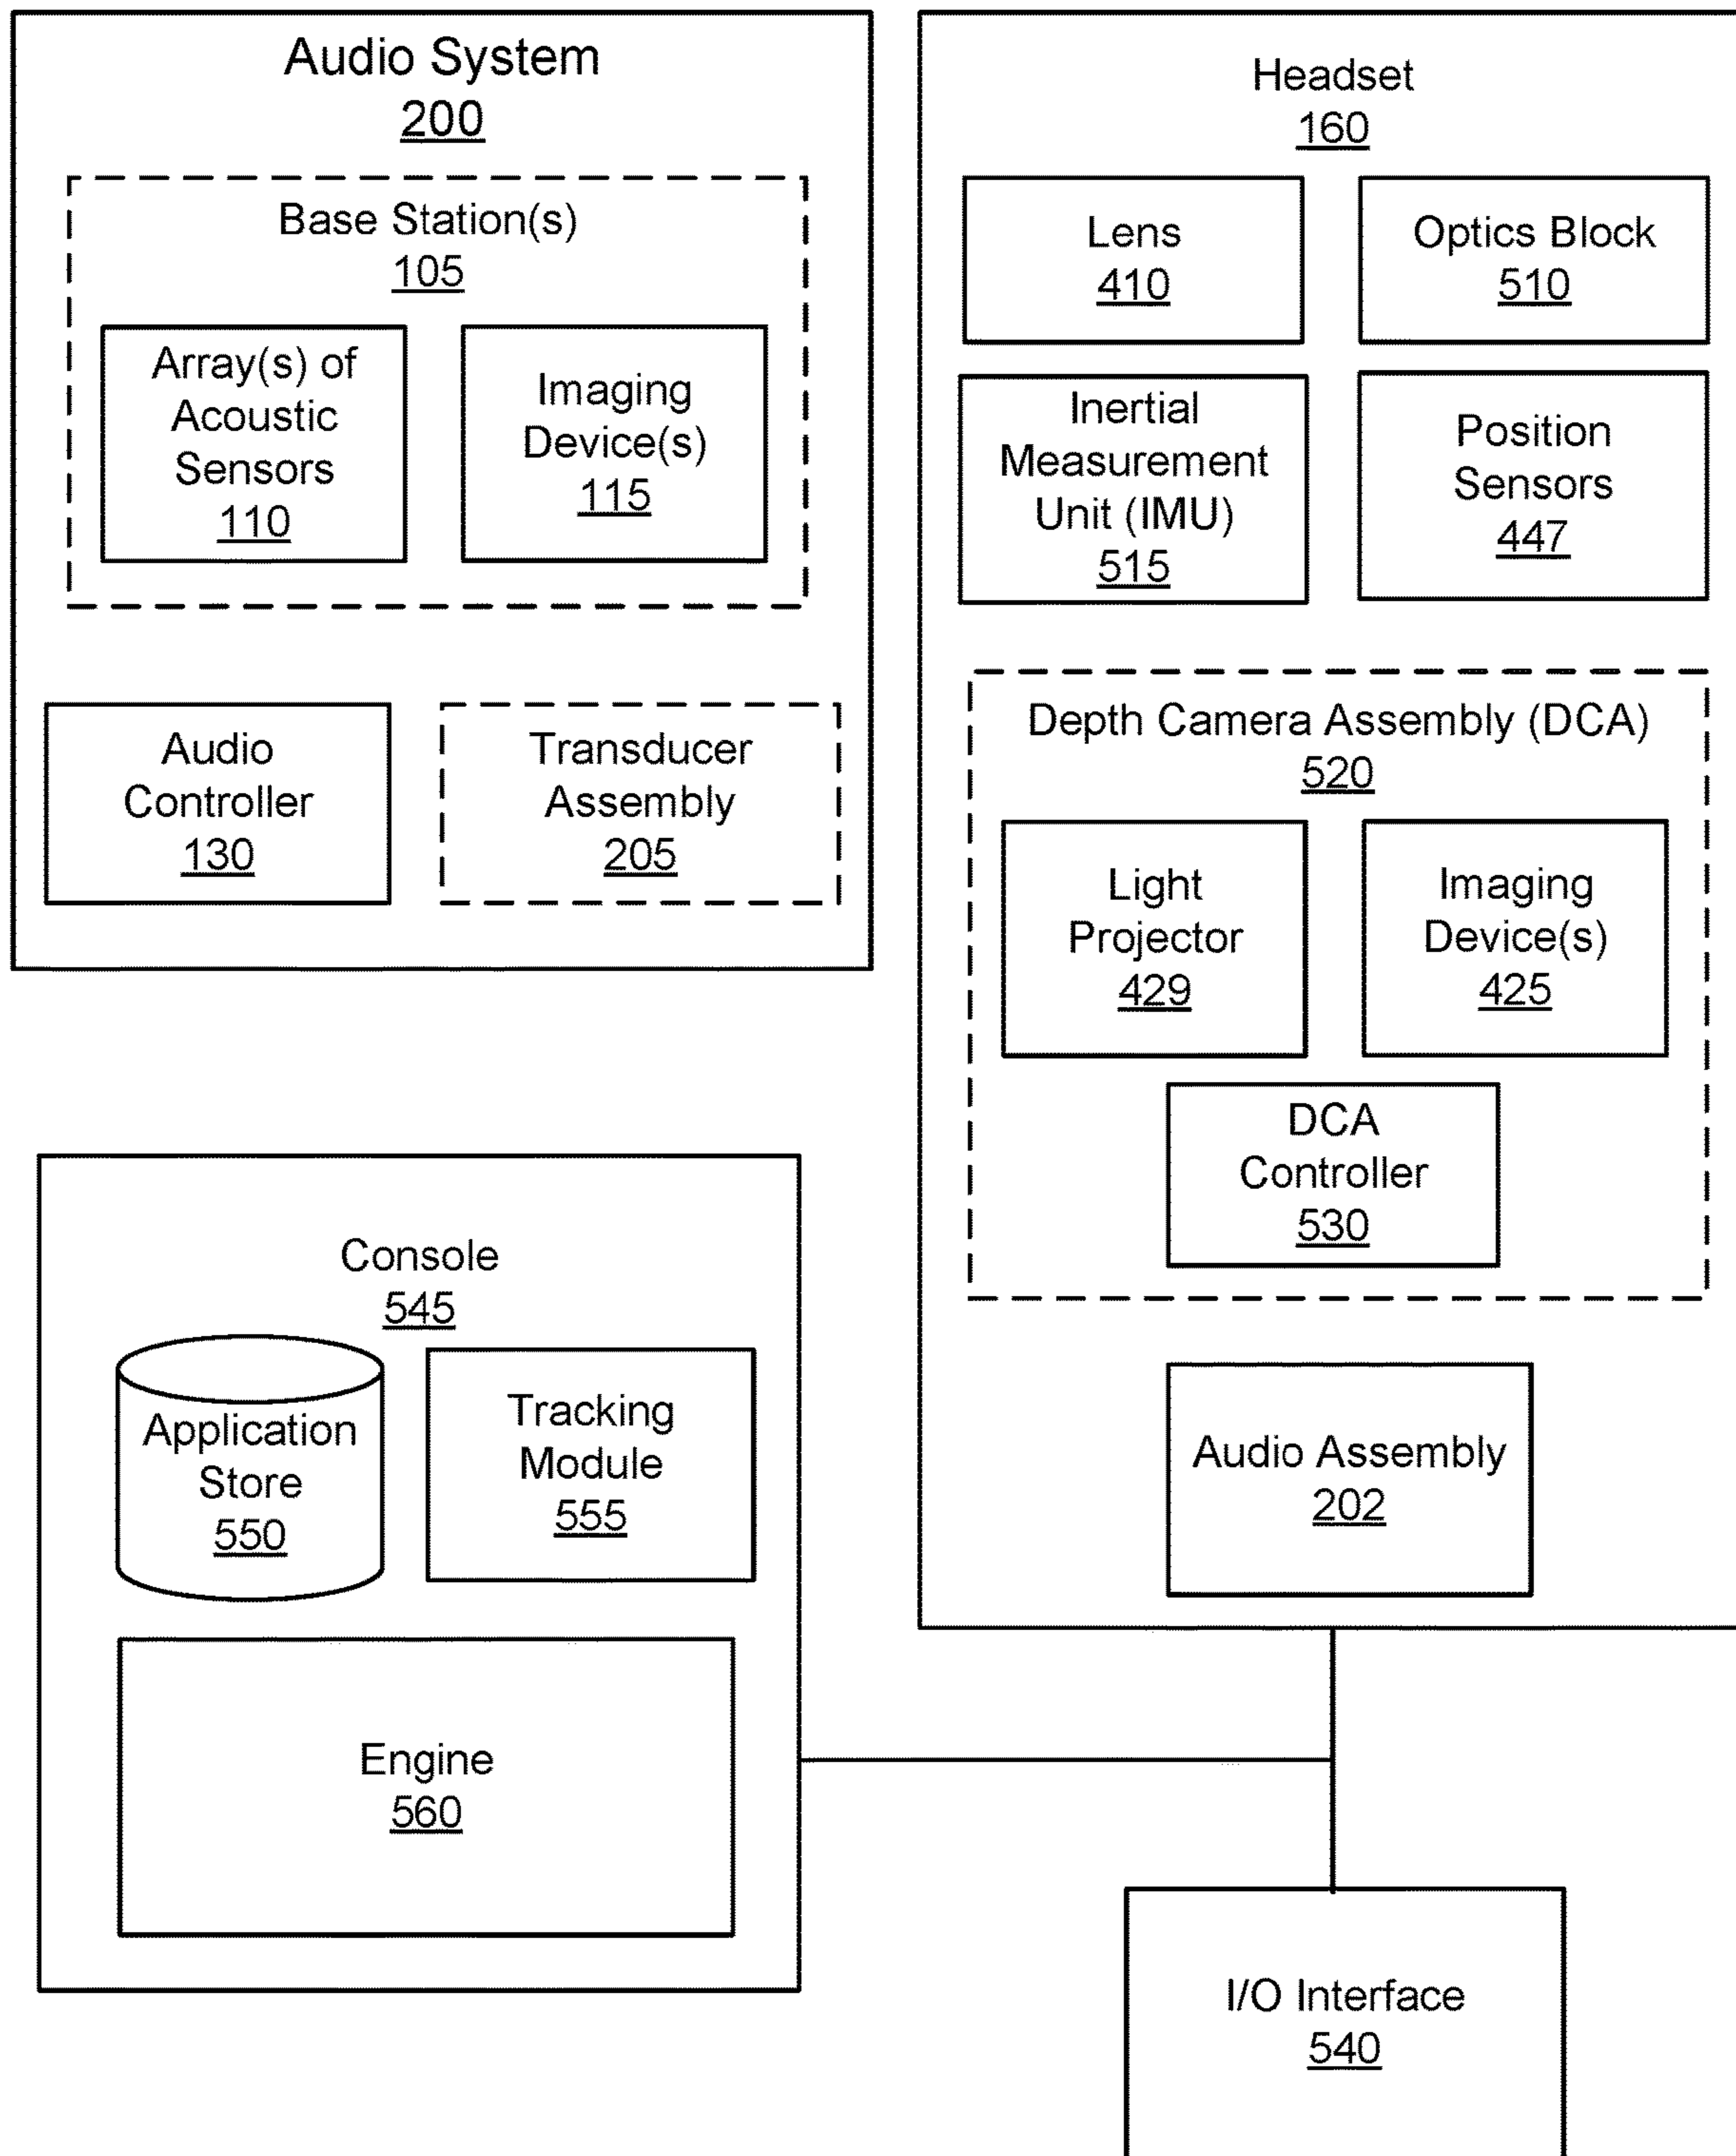 Audio System
200
Base Station(s)
105
Array(s) of
Acoustic
Sensors
110
Imaging
Device(s)
115
Audio
Controller
130
Transducer
Assembly
205
Headset
160
Lens
410
Optics Block
510
Inertial
Measurement
Unit (IMU)
515
Position
Sensors
447
Depth Camera Assembly (DCA)
520
Light
Projector
429
Imaging
Device(s)
425
DCA
Controller
530
Audio Assembly
202
Console
545
Application
Store
550
Tracking
Module
555
Engine
560
I/O Interface
540